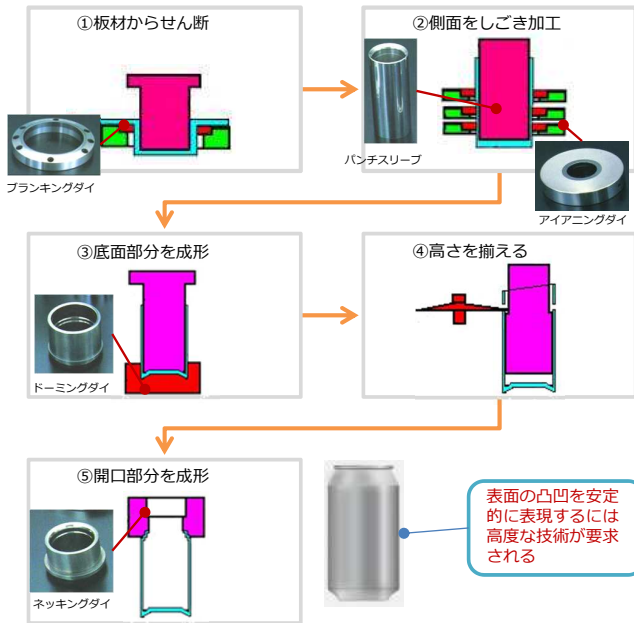 ①板材からせん断
ブランキングダイ
②側面をしごき加工
パンチスリーブ
アイアニングダイ
③底面部分を成形
ドーミングダイ
④高さを揃える
⑤開口部分を成形
ネッキングダイ
表面の凸凹を安定
的に表現するには
高度な技術が要求
される